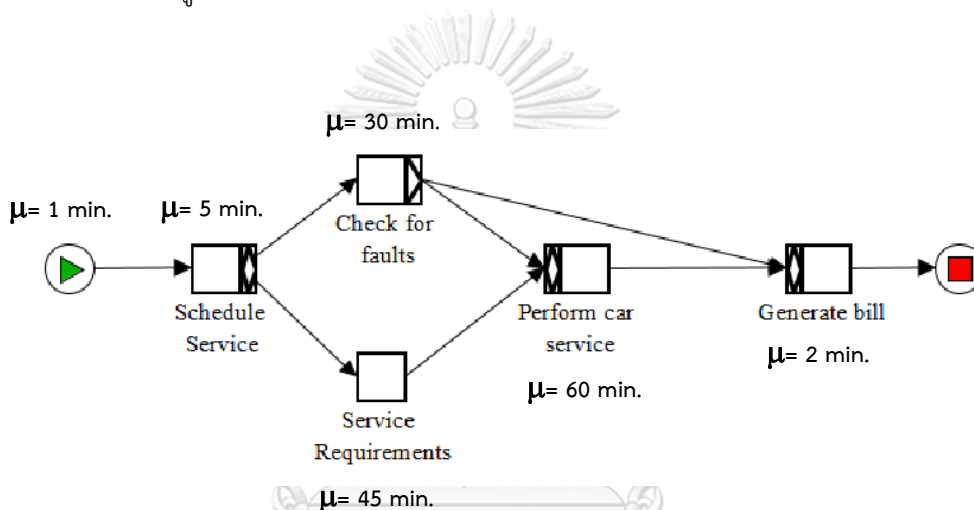 μ= 30 min.
μ= 1 min.
μ= 5 min.
Check for
faults
Schedule
Service
Perform car
service
Generate bill
μ= 2 min.
μ= 60 min.
Service
Requirements
μ= 45 min.